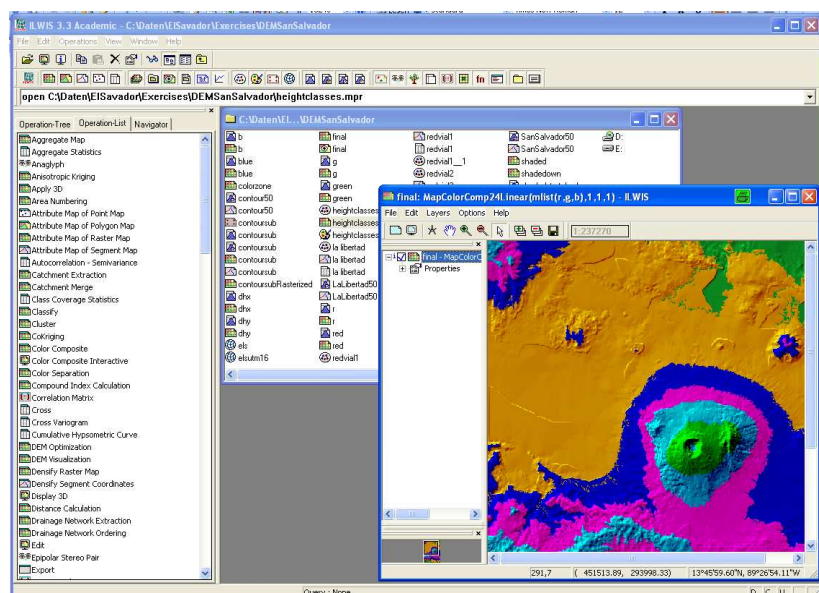 ILWIS 3.3 Academic - C:\Daten\ElSavador\Exercises\DEMSanSalvador
File Edit Operations View Window Help
open C:\Daten\ElSavador\Exercises\DEMSanSalvador\heightclasses.mpr
Operation-Tree Operation-List Navigator
Aggregate Map
Aggregate Statistics
Anaglyph
Anisotropic Kriging
Apply 3D
Area Numbering
Attribute Map of Point Map
Attribute Map of Polygon Map
Attribute Map of Raster Map
Attribute Map of Segment Map
Autocorrelation - Semivariance
Catchment Extraction
Catchment Merge
Class Coverage Statistics
Classify
Cluster
CoKriging
Color Composite
Color Composite Interactive
Color Separation
Compound Index Calculation
Correlation Matrix
Cross
Cross Variogram
Cumulative Hypsometric Curve
DEM Optimization
DEM Visualization
Densify Raster Map
Densify Segment Coordinates
Display 3D
Distance Calculation
Drainage Network Extraction
Drainage Network Ordering
Edit
Epipolar Stereo Pair
Export
C:\Daten\El...\DEMSanSalvador
b final redvial1 SanSalvador50 D:
b final redvial1 SanSalvador50 E:
blue g redvial1__1 shaded
blue g redvial2 shadedown
colorzone green
contour50 green
contour50 heightclasses
contoursub heightclasses
contoursub heightclasses
contoursub la libertad
contoursub la libertad
contoursub la libertad
contoursubRasterized LaLibertad50
dhx LaLibertad50
dhx r
dhy r
dhy red
els red
elsutm16 redvial1
final: MapColorComp24Linear(mlist(r,g,b),1,1,1) - ILWIS
File Edit Layers Options Help
1:237270
final - MapColorC
Properties
291,7 ( 451513.89, 293998.33) 13°45'59.60"N, 89°26'54.11"W
Query : None